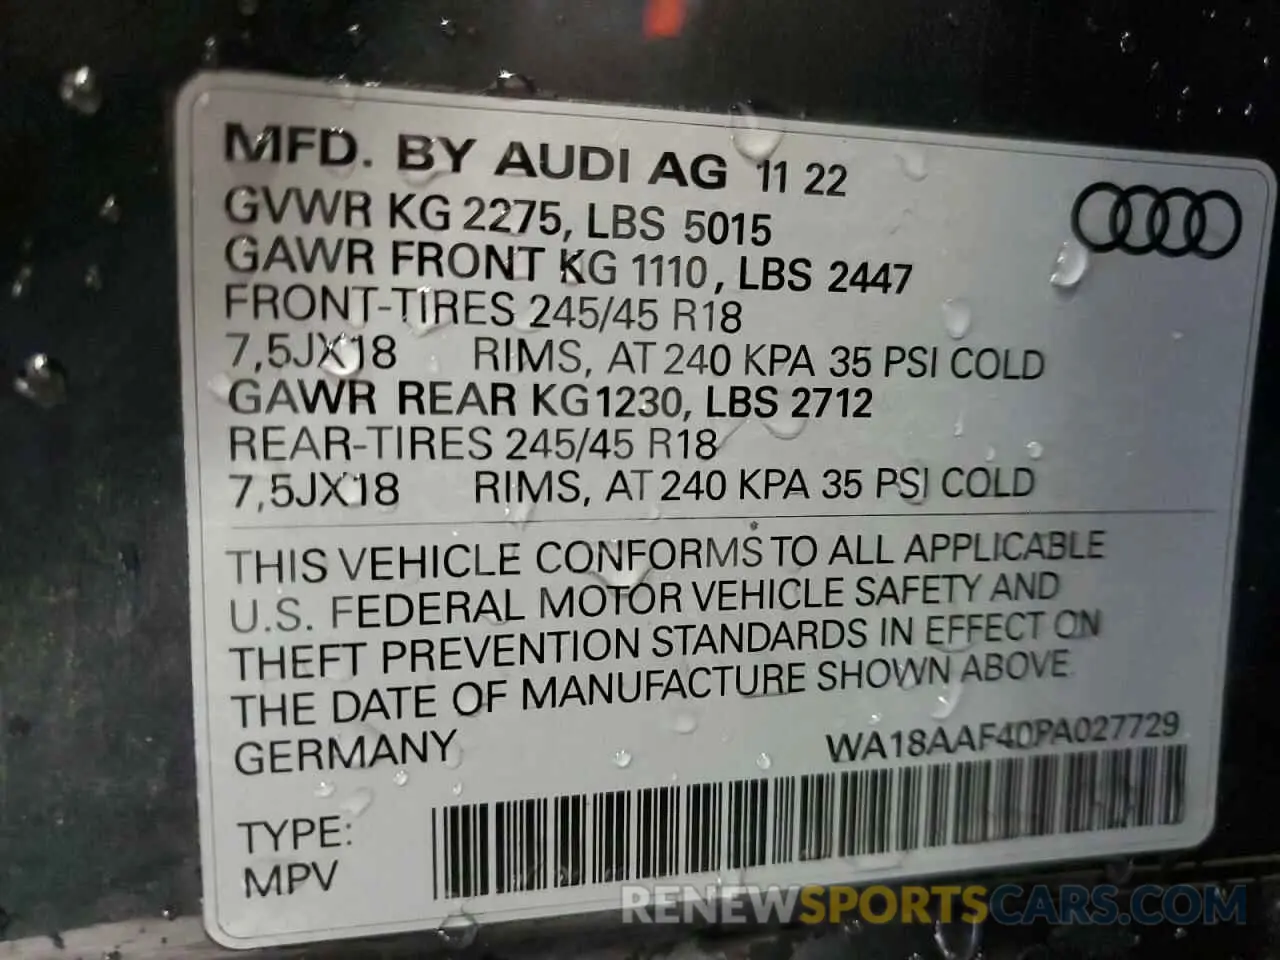 MFD. BY AUDI AG 11 22
GVWR KG 2275, LBS 5015
GAWR FRONT KG 1110, LBS 2447
FRONT-TIRES 245/45 R18
7,5JX18 RIMS, AT 240 KPA 35 PSI COLD
GAWR REAR KG1230, LBS 2712
REAR-TIRES 245/45 R18
7,5JX18 RIMS, AT 240 KPA 35 PSI COLD
THIS VEHICLE CONFORMS TO ALL APPLICABLE
U.S. FEDERAL MOTOR VEHICLE SAFETY AND
THEFT PREVENTION STANDARDS IN EFFECT ON
THE DATE OF MANUFACTURE SHOWN ABOVE
GERMANY
WA18AAF40PA027729
TYPE:
MPV
RENEWSPORTSCARS.COM